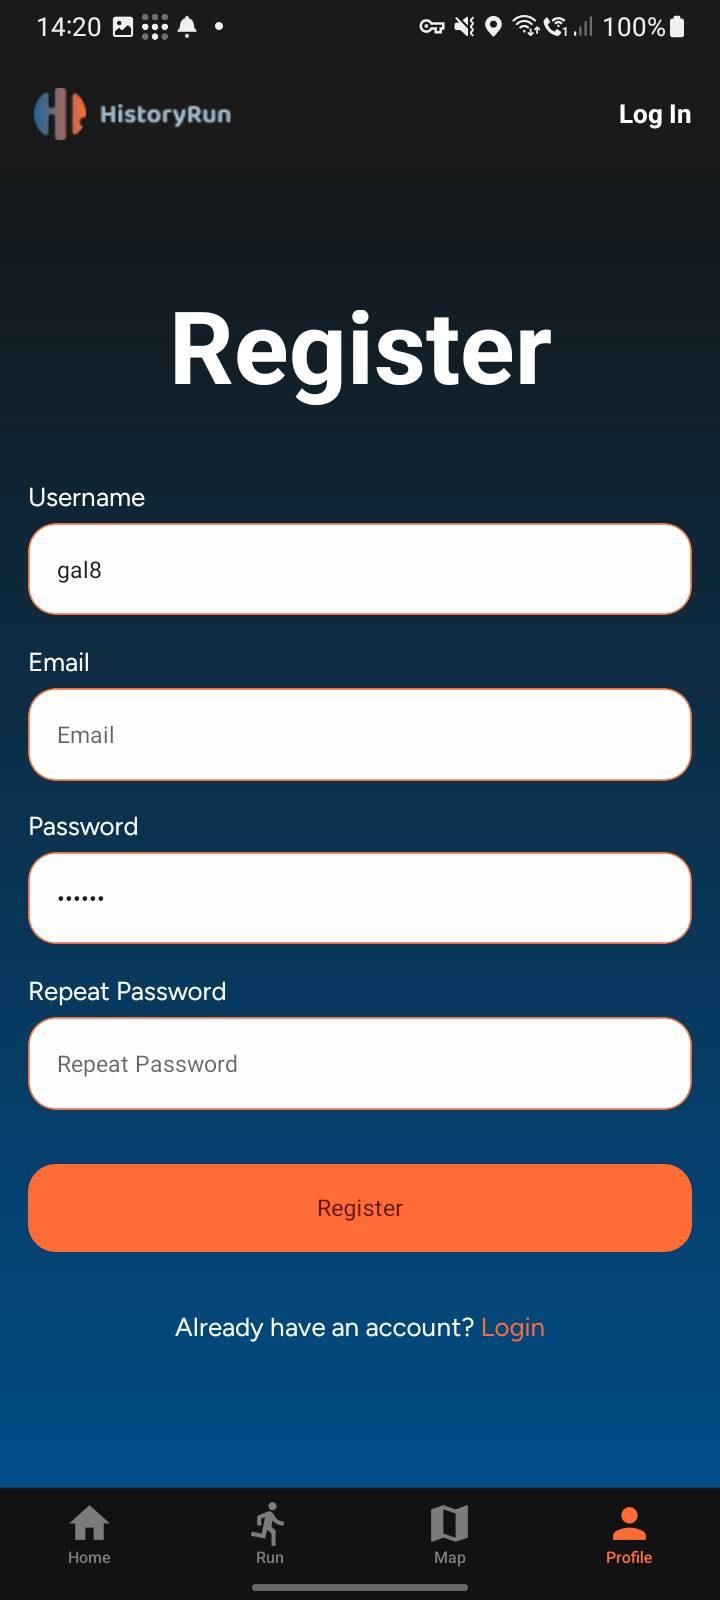 14:20 100%
HistoryRun Log In
Register
Username
gal8
Email
Email
Password
••••••
Repeat Password
Repeat Password
Register
Already have an account? Login
Home Run Map Profile